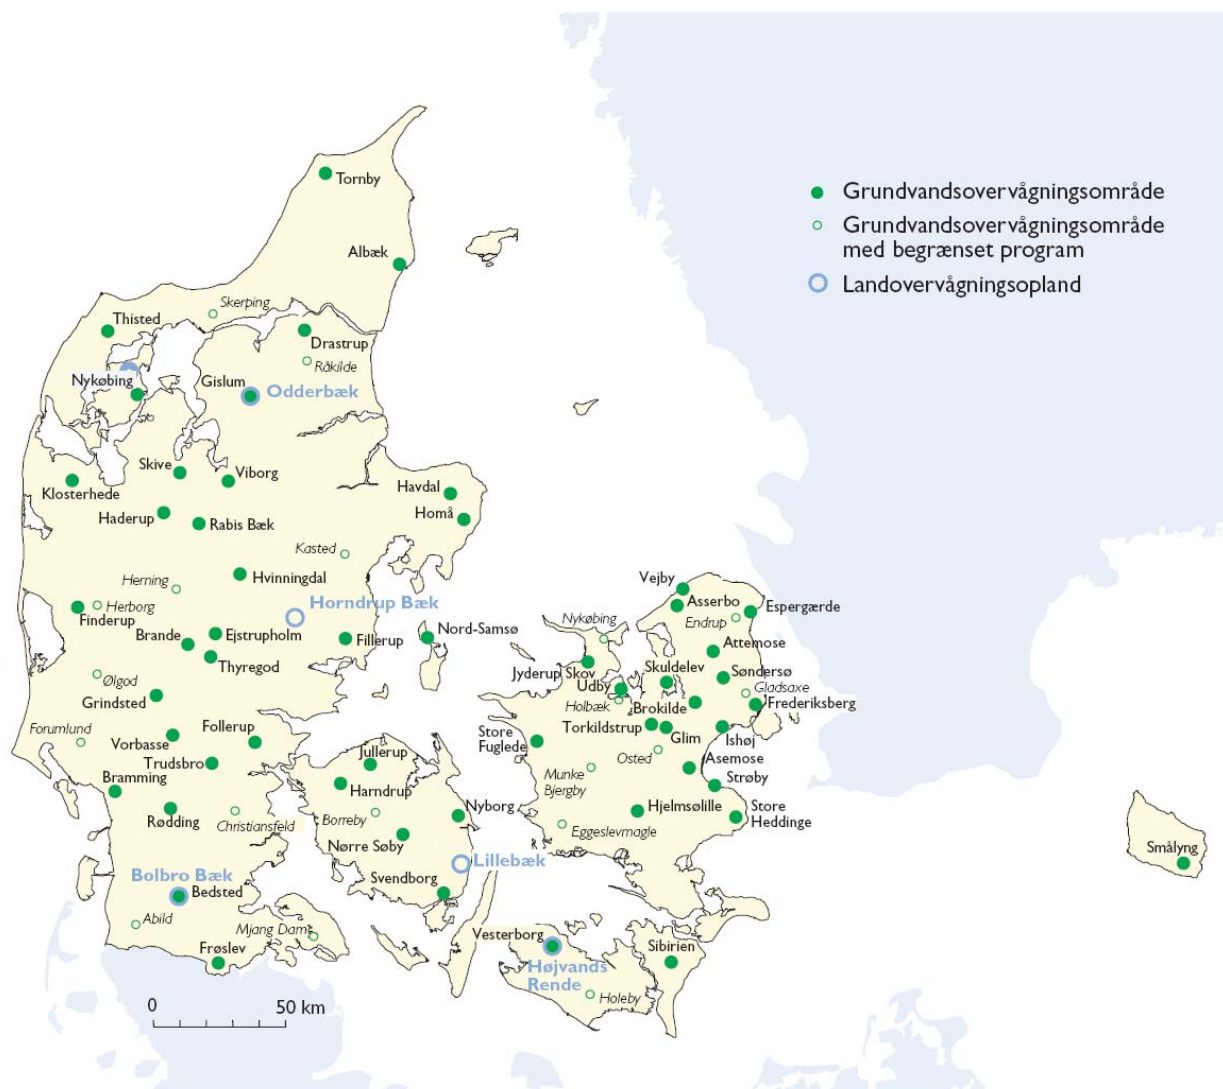 Tornby
Grundvandsovervågningsområde
Grundvandsovervågningsområde
med begrænset program
Landovervågningsopland
Albæk
Skerping
Thisted
Drastrup
Råkilde
Nykøbing
Gislum
Odderbæk
Skive
Viborg
Klosterhede
Havdal
Haderup
Rabis Bæk
Homå
Kasted
Herning
Hvinningdal
Vejby
Herborg
Horndrup Bæk
Asserbo
Espergærde
Finderup
Nykøbing
Endrup
Ejstrupholm
Brande
Fillerup
Nord-Samsø
Attemose
Thyregod
Jyderup Skov
Skuldelev
Søndersø
Ølgod
Udby
Gladsaxe
Grindsted
Holbæk
Brokilde
Frederiksberg
Forumlund
Follerup
Torkildstrup
Glim
Ishøj
Vorbasse
Store
Fuglede
Jullerup
Osted
Asemose
Trudsbro
Munke
Bjergby
Strøby
Bramming
Harndrup
Nyborg
Hjelmsølille
Store
Heddinge
Rødding
Christiansfeld
Borreby
Eggeslevmagle
Nørre Søby
Smålyng
Lillebæk
Bolbro Bæk
Bedsted
Svendborg
Abild
Mjang Dam
Vesterborg
Sibirien
Frøslev
Højvands
Rende
Holeby
0 50 km